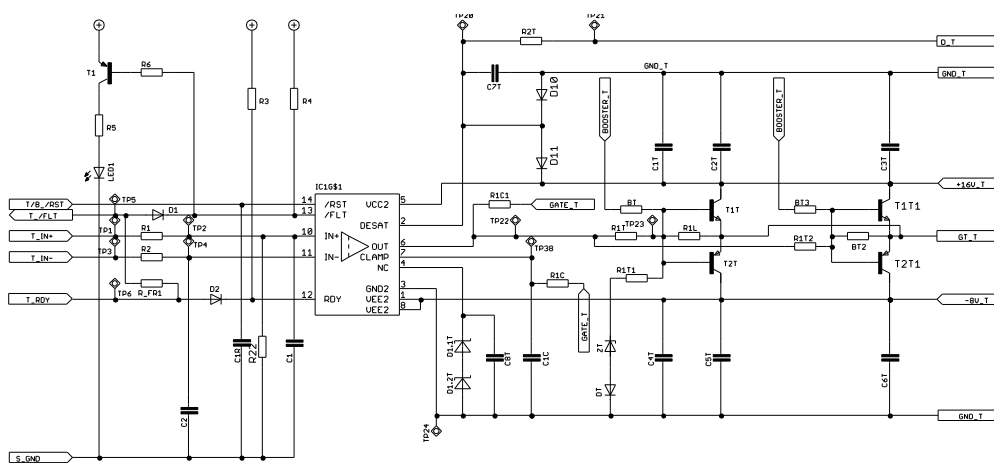 TP20
TP21
R2T
D_T
T1
R6
GND_T
GND_T
C7T
D10
BOOSTER_T
BOOSTER_T
R3
R4
R5
D11
C1T
C2T
C3T
LED1
IC1G$1
T/B_/RST
TP5
14
/RST
VCC2
5
+16V_T
T_/FLT
D1
13
/FLT
R1C1
GATE_T
BT
T1T
BT3
T1T1
DESAT
2
TP1
TP2
TP22
TP23
T_IN+
R1
10
IN+
OUT
6
R1T
R1L
GT_T
TP3
TP4
TP38
R1T2
BT2
T_IN-
R2
11
IN-
CLAMP
7
T2T
T2T1
NC
4
R1C
R1T1
TP6
R_FR1
D2
GND2
3
T_RDY
12
RDY
VEE2
1
-8V_T
VEE2
8
GATE_T
C1R
R22
C1
D1.1T
C8T
C1C
ZT
C4T
C5T
C6T
D1.2T
DT
C2
GND_T
TP24
S_GND